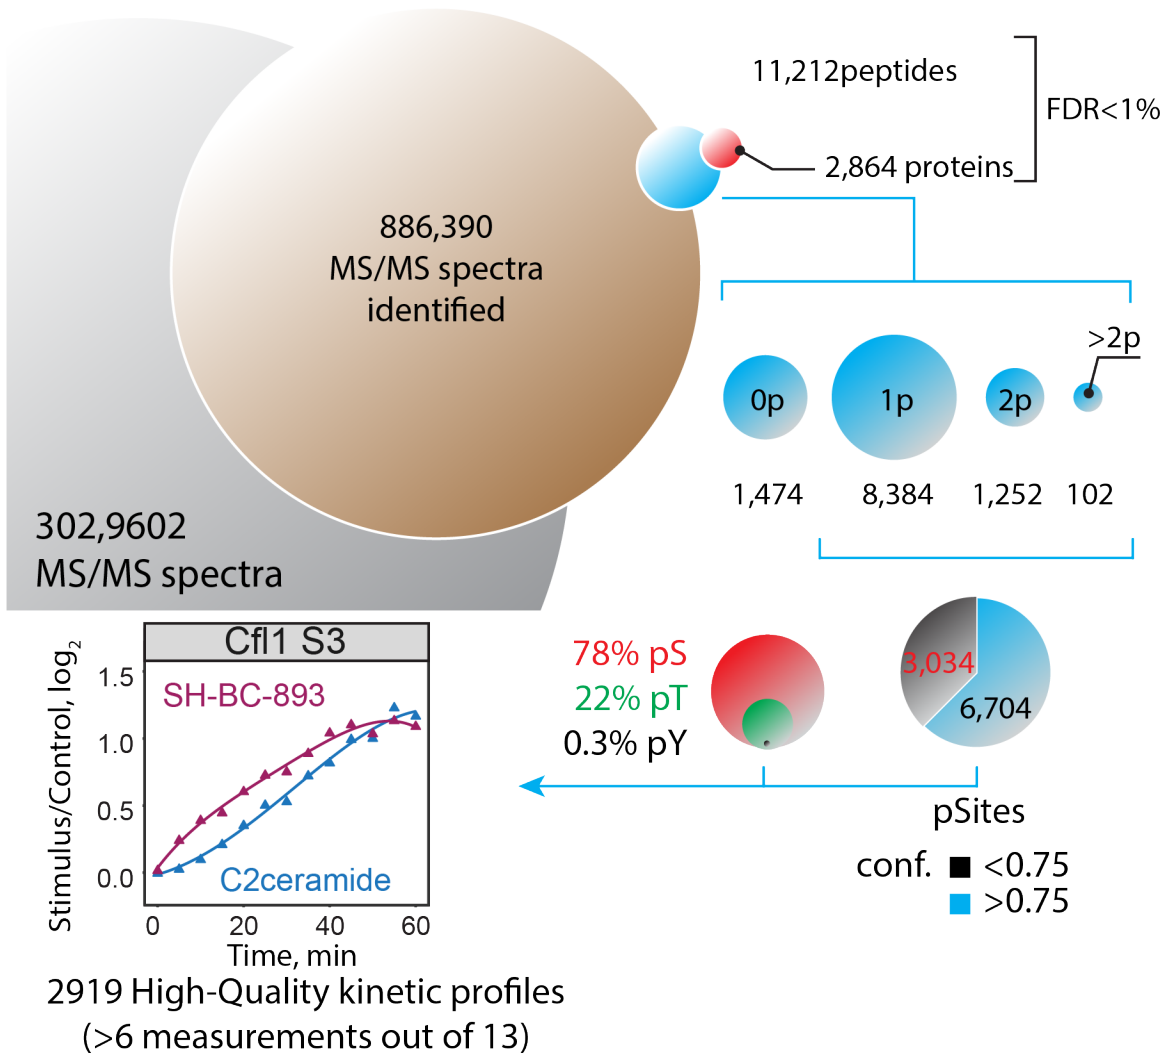 11,212peptides
FDR<1%
2,864 proteins
886,390
MS/MS spectra
identified
>2p
0p
1p
2p
1,474
8,384
1,252
102
302,9602
MS/MS spectra
78% pS
22% pT
0.3% pY
3,034
6,704
pSites
conf.
<0.75
>0.75
Cfl1 S3
Stimulus/Control, log2
1.5
1.0
0.5
0.0
SH-BC-893
C2ceramide
0
20
40
60
Time, min
2919 High-Quality kinetic profiles
(>6 measurements out of 13)